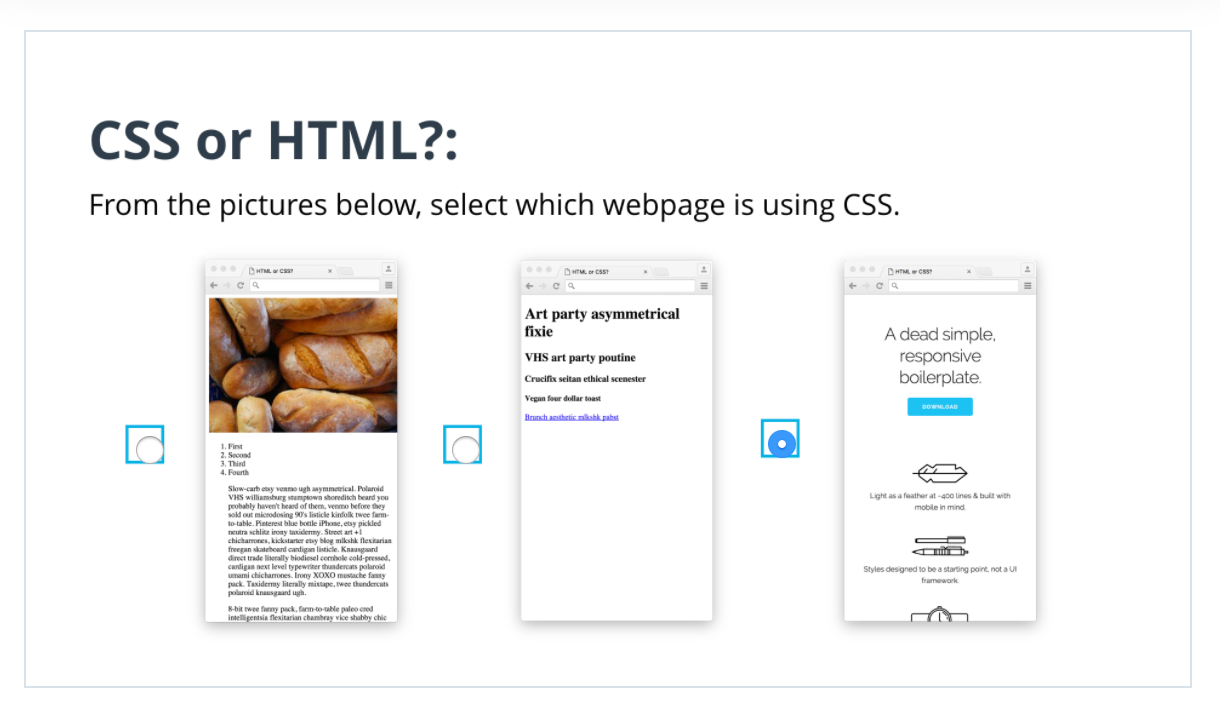 CSS or HTML?:
From the pictures below, select which webpage is using CSS.
HTML or CSS?
1. First
2. Second
3. Third
4. Fourth
Slow-carb etsy venmo ugh asymmetrical. Polaroid
VHS williamsburg stumptown shoreditch beard you
probably haven't heard of them, venmo before they
sold out microdosing 90's listicle kinfolk twee farm-
to-table. Pinterest blue bottle iPhone, etsy pickled
neutra schlitz irony taxidermy. Street art +1
chicharrones, kickstarter etsy blog mlkshk flexitarian
freegan skateboard cardigan listicle. Knausgaard
direct trade literally biodiesel cornhole cold-pressed,
cardigan next level typewriter thundercats polaroid
umami chicharrones. Irony XOXO mustache fanny
pack. Taxidermy literally mixtape, twee thundercats
polaroid knausgaard ugh.
8-bit twee fanny pack, farm-to-table paleo cred
intelligentsia flexitarian chambray vice shabby chic
HTML or CSS?
Art party asymmetrical
fixie
VHS art party poutine
Crucifix seitan ethical scenester
Vegan four dollar toast
Brunch aesthetic mlkshk pabst
HTML or CSS?
A dead simple,
responsive
boilerplate.
DOWNLOAD
Light as a feather at ~400 lines & built with
mobile in mind.
Styles designed to be a starting point, not a UI
framework.